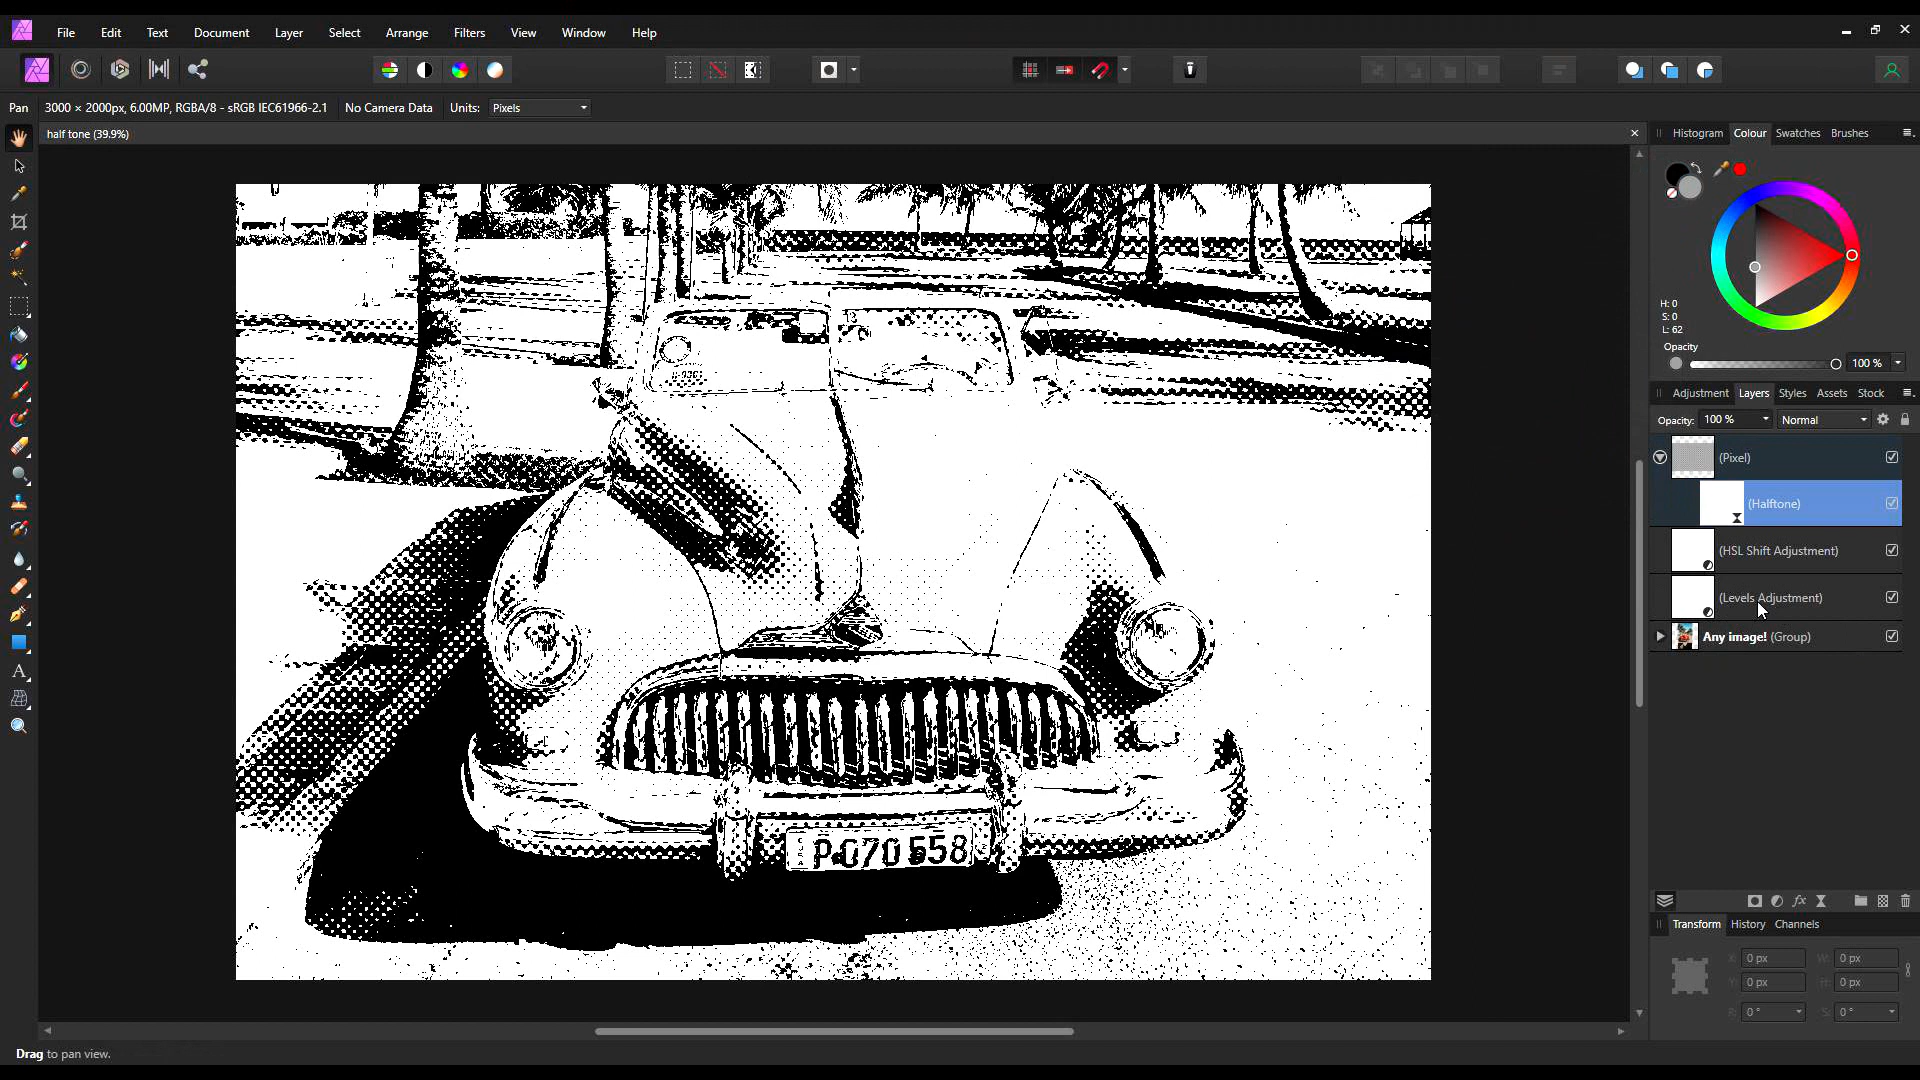 File Edit Text Document Layer Select Arrange Filters View Window Help
Pan 3000 × 2000px, 6.00MP, RGBA/8 - sRGB IEC61966-2.1 No Camera Data Units: Pixels
half tone (39.9%)
Histogram Colour Swatches Brushes
H: 0
S: 0
L: 62
Opacity
100 %
Adjustment Layers Styles Assets Stock
Opacity: 100 % Normal
(Pixel)
(Halftone)
(HSL Shift Adjustment)
(Levels Adjustment)
Any image! (Group)
fx
Transform History Channels
X: 0 px W: 0 px
Y: 0 px H: 0 px
R: 0 ° S: 0 °
A
P 070 558
Drag to pan view.